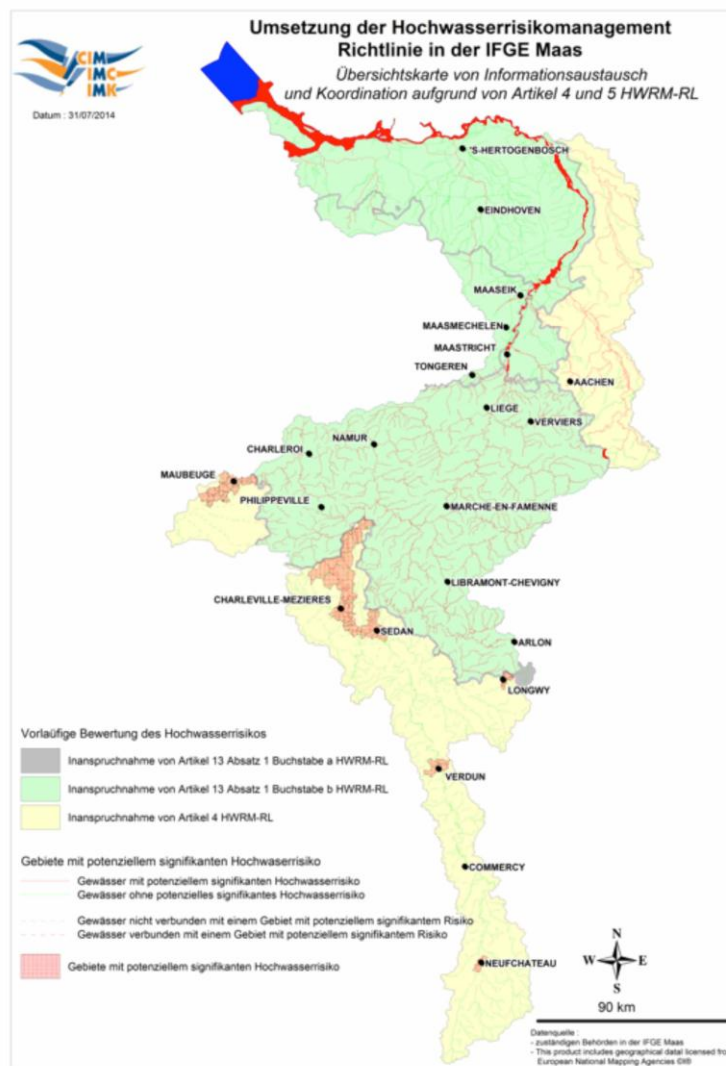 Umsetzung der Hochwasserrisikomanagement
Richtlinie in der IFGE Maas
Übersichtskarte von Informationsaustausch
und Koordination aufgrund von Artikel 4 und 5 HWRM-RL
CIM
IMC
IMK
Datum : 31/07/2014
'S-HERTOGENBOSCH
EINDHOVEN
MAASEIK
MAASMECHELEN
MAASTRICHT
TONGEREN
AACHEN
LIEGE
VERVIERS
NAMUR
CHARLEROI
MAUBEUGE
PHILIPPEVILLE
MARCHE-EN-FAMENNE
LIBRAMONT-CHEVIGNY
CHARLEVILLE-MEZIERES
SEDAN
ARLON
LONGWY
VERDUN
COMMERCY
NEUFCHATEAU
Vorlaüfige Bewertung des Hochwasserrisikos
Inanspruchnahme von Artikel 13 Absatz 1 Buchstabe a HWRM-RL
Inanspruchnahme von Artikel 13 Absatz 1 Buchstabe b HWRM-RL
Inanspruchnahme von Artikel 4 HWRM-RL
Gebiete mit potenziellem signifikanten Hochwaserrisiko
Gewässer mit potenziellem signifikanten Hochwasserrisiko
Gewässer ohne potenzielles signifikantes Hochwasserrisiko
Gewässer nicht verbunden mit einem Gebiet mit potenziellem signifikantem Risiko
Gewässer verbunden mit einem Gebiet mit potenziellem signifikantem Risiko
Gebiete mit potenziellem signifikanten Hochwasserrisiko
N
W E
S
90 km
Datenquelle :
- zuständigen Behörden in der IFGE Maas
- This product includes geographical datal licensed from
European National Mapping Agencies ©®